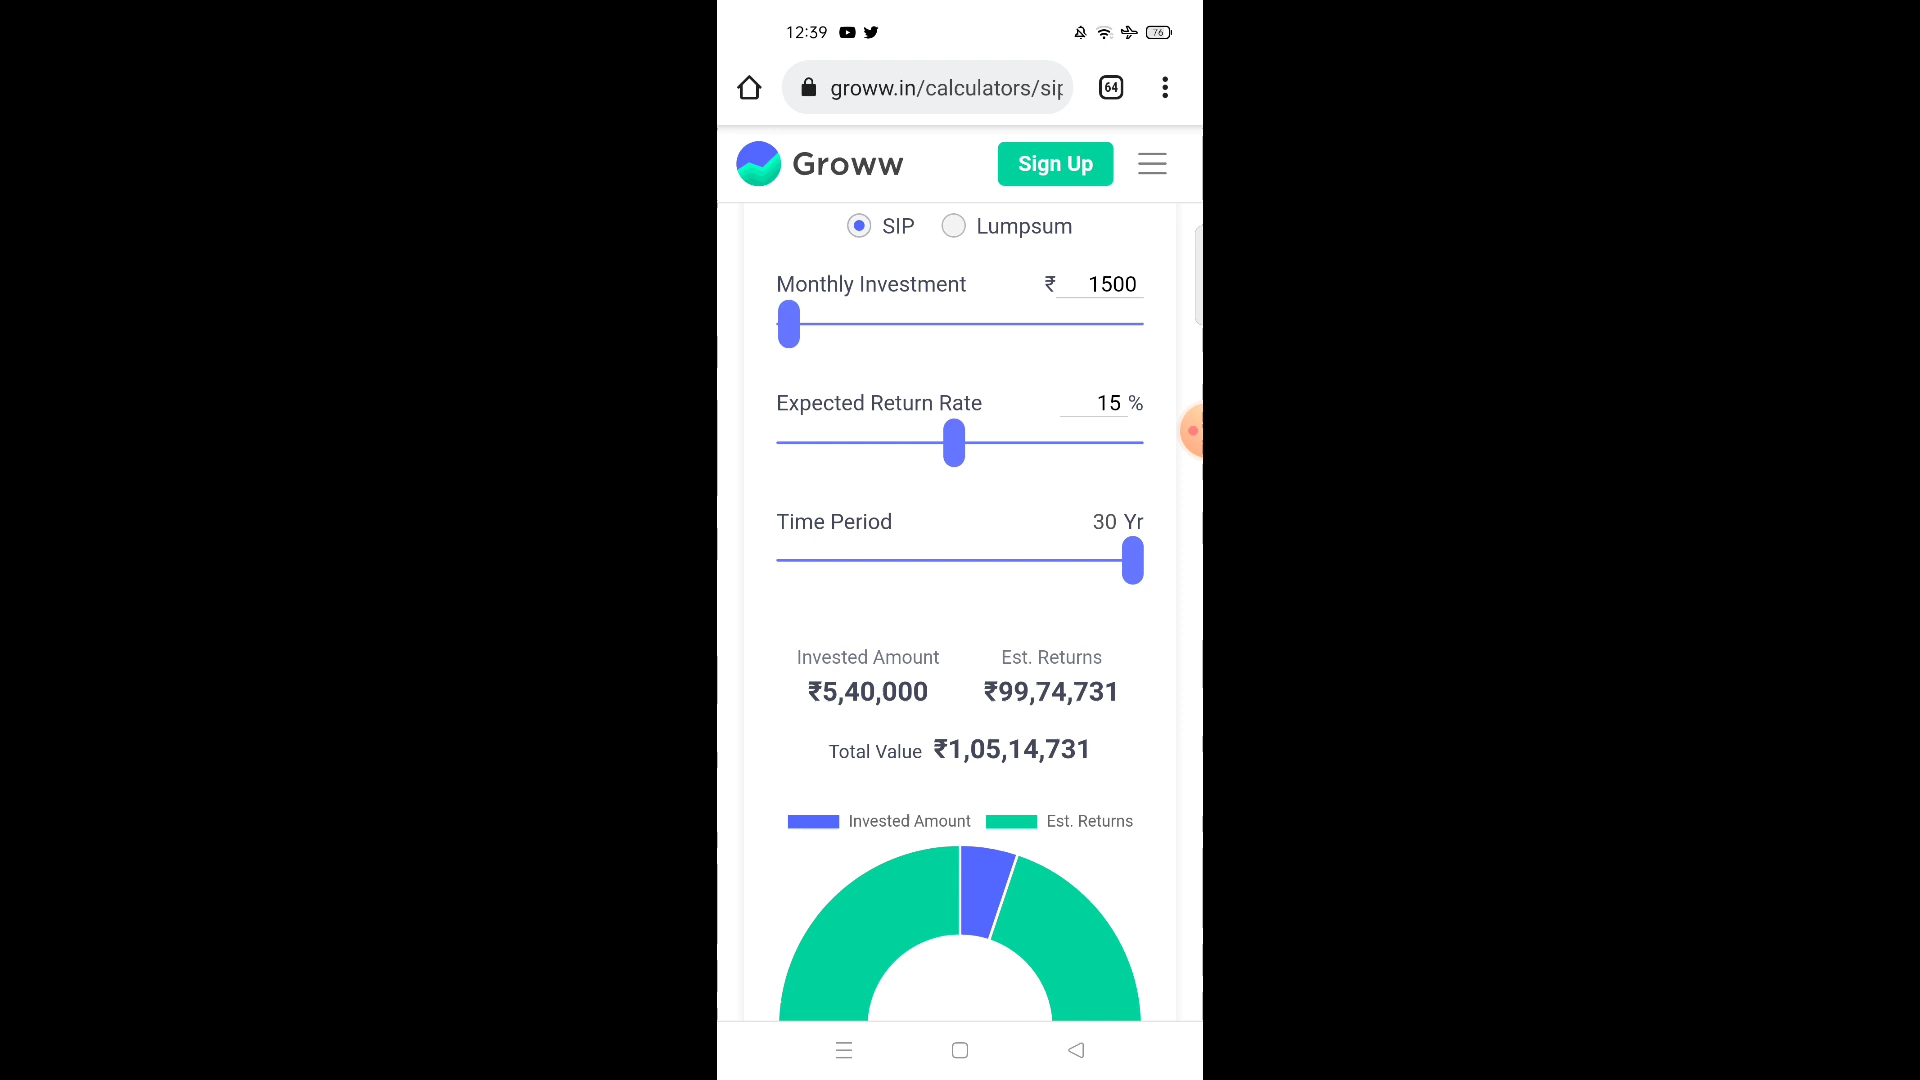 12:39 76
groww.in/calculators/sip 64
Groww Sign Up
SIP Lumpsum
Monthly Investment ₹ 1500
Expected Return Rate 15 %
Time Period 30 Yr
Invested Amount Est. Returns
₹5,40,000 ₹99,74,731
Total Value ₹1,05,14,731
Invested Amount Est. Returns